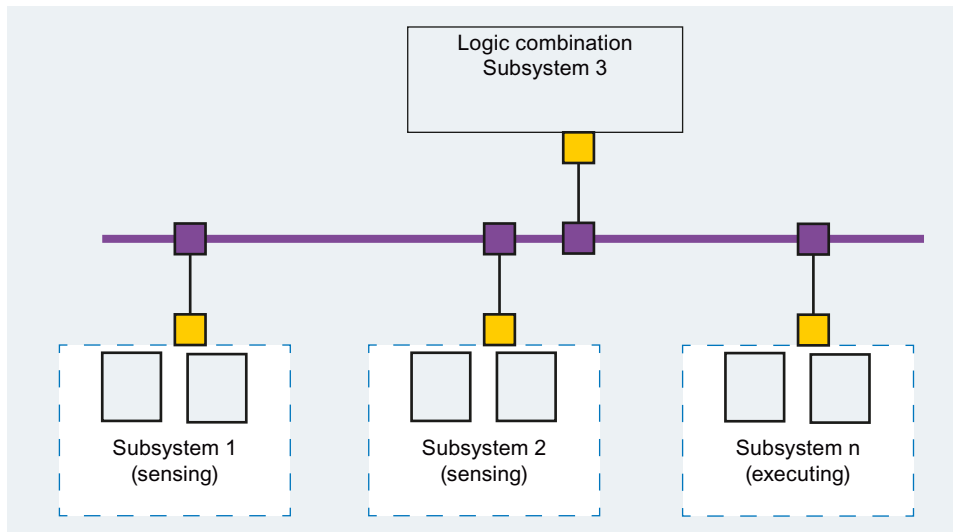 Logic combination
Subsystem 3
Subsystem 1
(sensing)
Subsystem 2
(sensing)
Subsystem n
(executing)